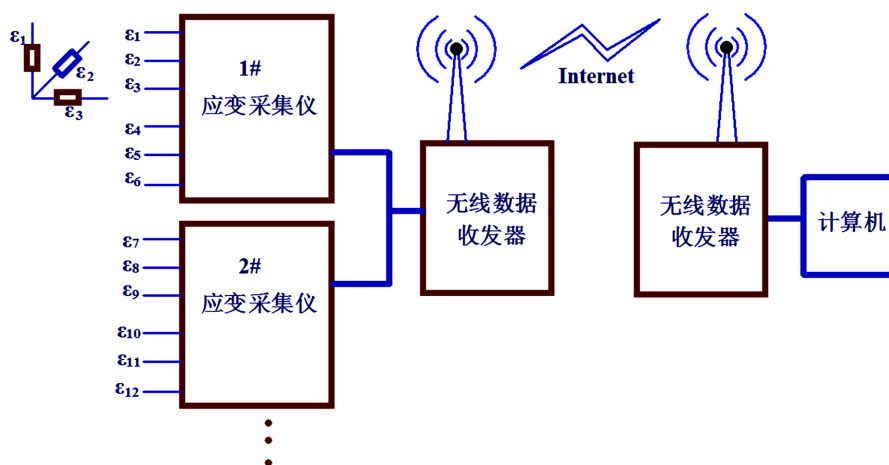 ε1
ε2
ε3
ε1
ε2
ε3
ε4
ε5
ε6
1#
应变采集仪
ε7
ε8
ε9
ε10
ε11
ε12
2#
应变采集仪
无线数据
收发器
Internet
无线数据
收发器
计算机